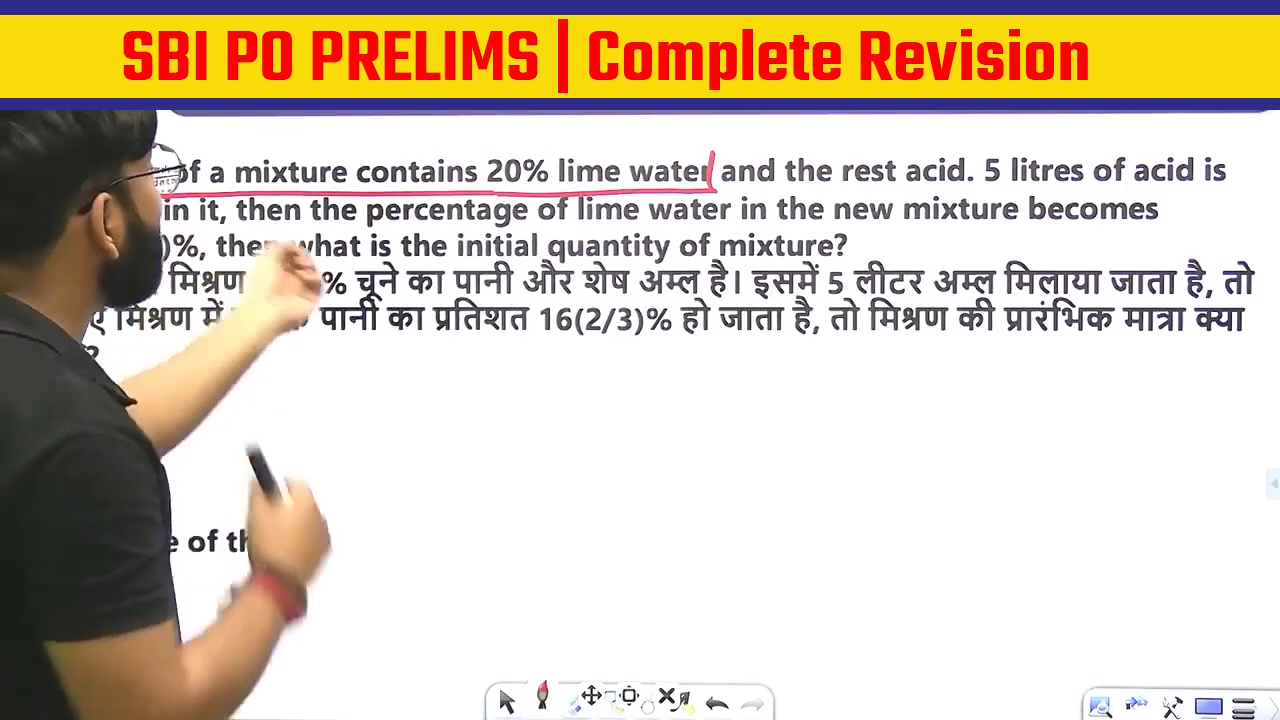 SBI PO PRELIMS | Complete Revision
of a mixture contains 20% lime water and the rest acid. 5 litres of acid is
in it, then the percentage of lime water in the new mixture becomes
)%, then what is the initial quantity of mixture?
मिश्रण % चूने का पानी और शेष अम्ल है। इसमें 5 लीटर अम्ल मिलाया जाता है, तो
मिश्रण में पानी का प्रतिशत 16(2/3)% हो जाता है, तो मिश्रण की प्रारंभिक मात्रा क्या
?
of